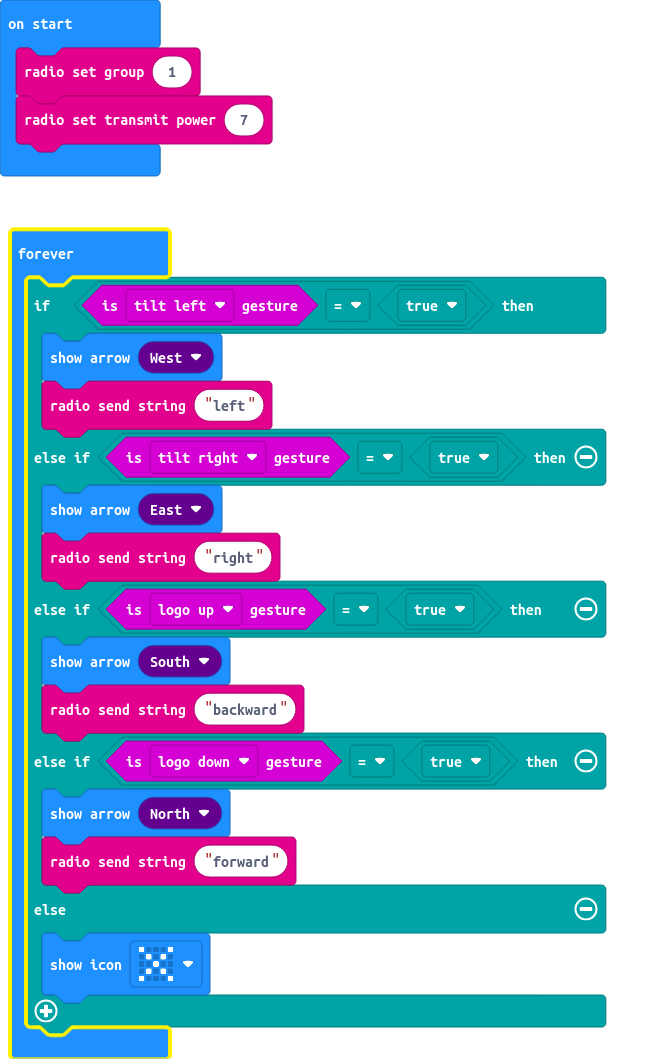 on start
radio set group 1
radio set transmit power 7
forever
if is tilt left gesture = true then
show arrow West
radio send string "left"
else if is tilt right gesture = true then
show arrow East
radio send string "right"
else if is logo up gesture = true then
show arrow South
radio send string "backward"
else if is logo down gesture = true then
show arrow North
radio send string "forward"
else
show icon